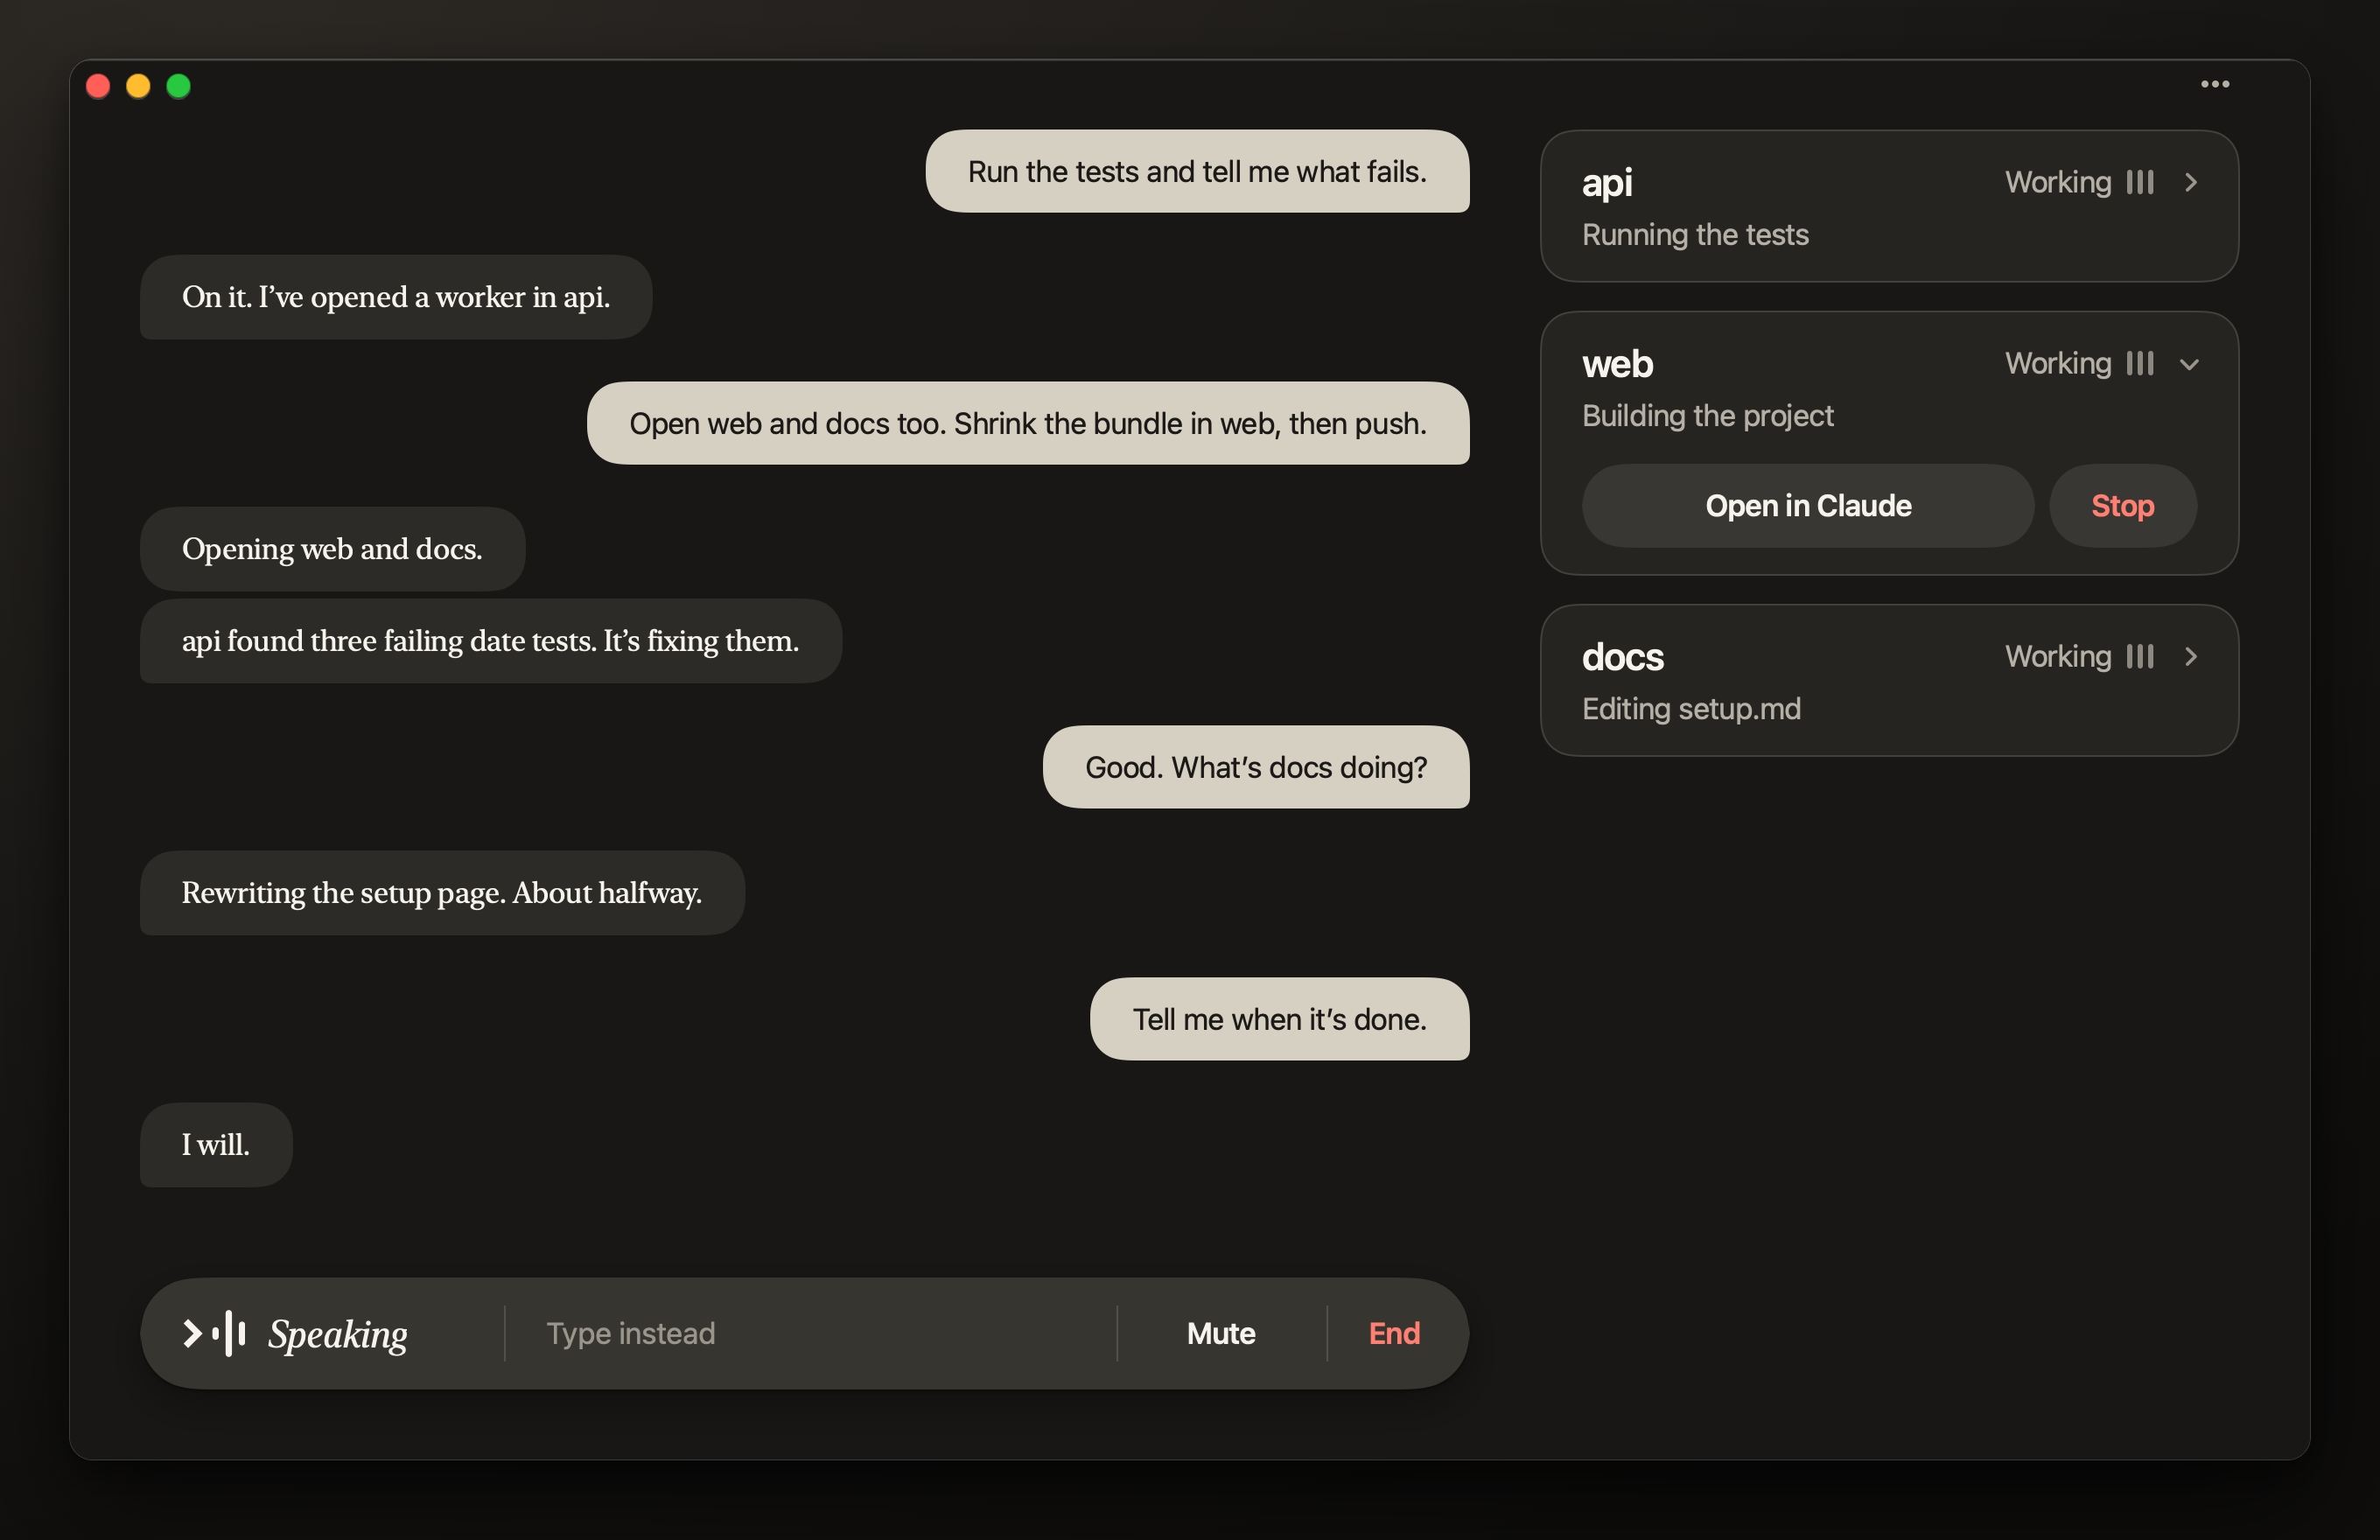 Run the tests and tell me what fails.
On it. I’ve opened a worker in api.
Open web and docs too. Shrink the bundle in web, then push.
Opening web and docs.
api found three failing date tests. It’s fixing them.
Good. What’s docs doing?
Rewriting the setup page. About halfway.
Tell me when it’s done.
I will.
Speaking
Type instead
Mute
End
api
Working
Running the tests
web
Working
Building the project
Open in Claude
Stop
docs
Working
Editing setup.md